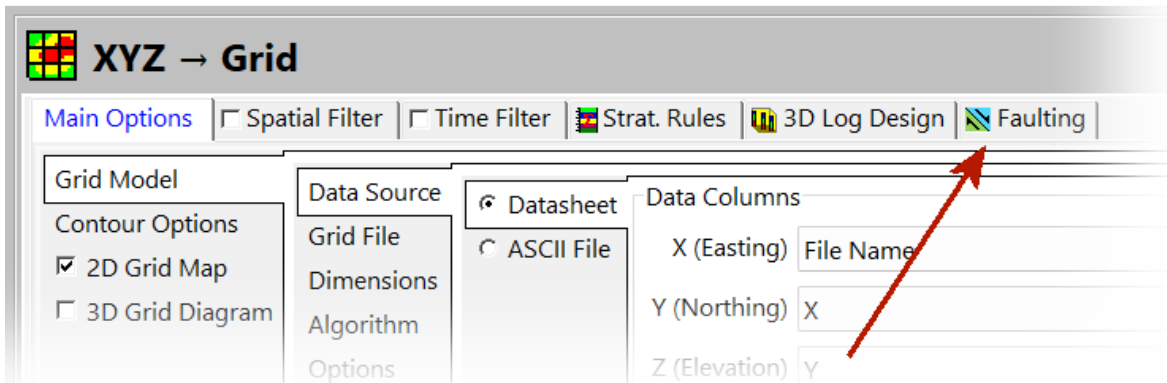 XYZ → Grid
Main Options Spatial Filter Time Filter Strat. Rules 3D Log Design Faulting
Grid Model
Contour Options
2D Grid Map
3D Grid Diagram
Data Source
Grid File
Dimensions
Algorithm
Options
Datasheet
ASCII File
Data Columns
X (Easting) File Name
Y (Northing) X
Z (Elevation) Y